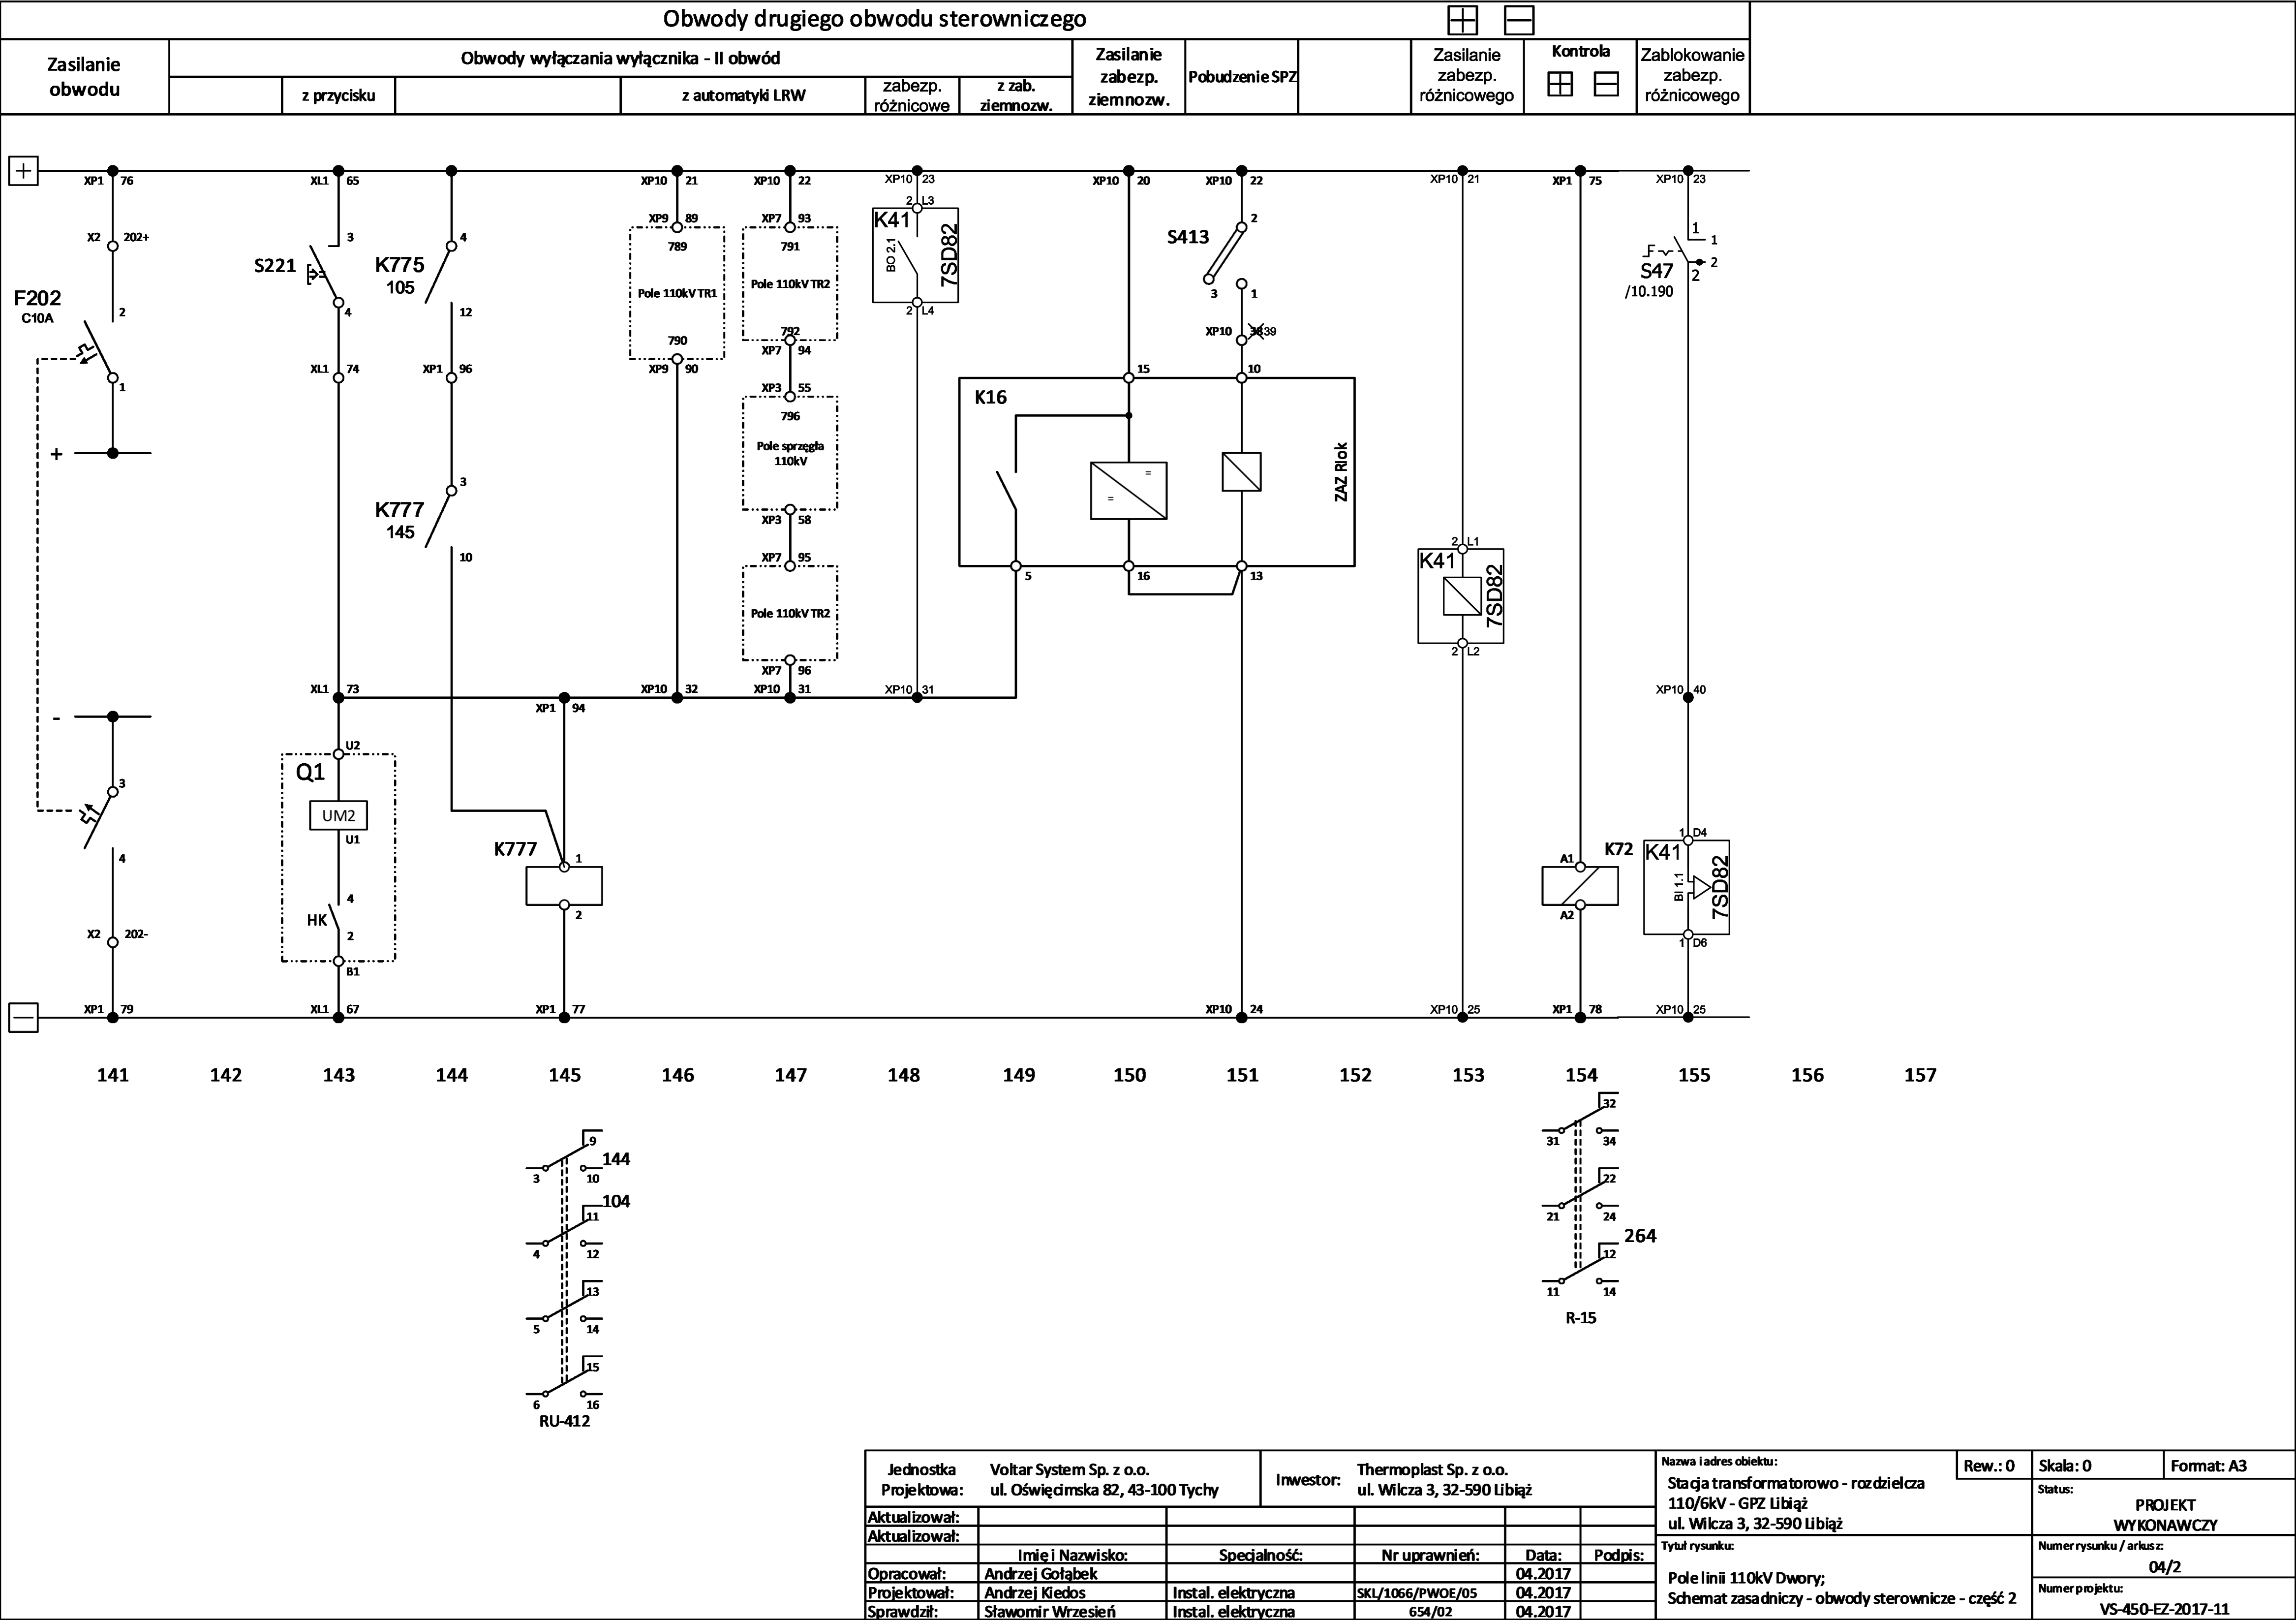 Obwody drugiego obwodu sterowniczego
Zasilanie
obwodu
Obwody wyłączania wyłącznika - II obwód
z przycisku
z automatyki LRW
zabezp.
różnicowe
z zab.
ziemnozw.
Zasilanie
zabezp.
ziemnozw.
Pobudzenie SPZ
Zasilanie
zabezp.
różnicowego
Kontrola
Zablokowanie
zabezp.
różnicowego
XP1 76
XL1 65
XP10 21
XP10 22
XP10 23
XP10 20
XP10 22
XP10 21
XP1 75
XP10 23
X2 202+
F202
C10A
2
1
+
-
3
4
X2 202-
XP1 79
3
S221
4
XL1 74
XL1 73
U2
Q1
UM2
U1
4
HK
2
B1
XL1 67
4
K775
105
12
XP1 96
3
K777
145
10
XP1 94
K777
1
2
XP1 77
XP9 89
789
Pole 110kV TR1
790
XP9 90
XP10 32
XP7 93
791
Pole 110kV TR2
792
XP7 94
XP3 55
796
Pole sprzęgła
110kV
XP3 58
XP7 95
Pole 110kV TR2
XP7 96
XP10 31
2 L3
K41
BO 2.1
7SD82
2 L4
XP10 31
K16
15
10
ZAZ Rlok
5
16
13
2
S413
3
1
XP10 38 39
XP10 24
2 L1
K41
7SD82
2 L2
XP10 25
A1
K72
A2
XP1 78
1
1
2
S47
2
/10.190
XP10 40
1 D4
K41
BI 1.1
7SD82
1 D6
XP10 25
141 142 143 144 145 146 147 148 149 150 151 152 153 154 155 156 157
9
144
3 10
104
11
4 12
13
5 14
15
6 16
RU-412
32
31 34
22
21 24
264
12
11 14
R-15
Jednostka
Projektowa:
Voltar System Sp. z o.o.
ul. Oświęcimska 82, 43-100 Tychy
Inwestor:
Thermoplast Sp. z o.o.
ul. Wilcza 3, 32-590 Libiąż
Aktualizował:
Aktualizował:
Imię i Nazwisko: Specjalność: Nr uprawnień: Data: Podpis:
Opracował: Andrzej Gołąbek 04.2017
Projektował: Andrzej Kiedos Instal. elektryczna SKL/1066/PWOE/05 04.2017
Sprawdził: Sławomir Wrzesień Instal. elektryczna 654/02 04.2017
Nazwa i adres obiektu:
Stacja transformatorowo - rozdzielcza
110/6kV - GPZ Libiąż
ul. Wilcza 3, 32-590 Libiąż
Tytuł rysunku:
Pole linii 110kV Dwory;
Schemat zasadniczy - obwody sterownicze - część 2
Rew.: 0
Skala: 0
Format: A3
Status:
PROJEKT
WYKONAWCZY
Numer rysunku / arkusz:
04/2
Numer projektu:
VS-450-EZ-2017-11